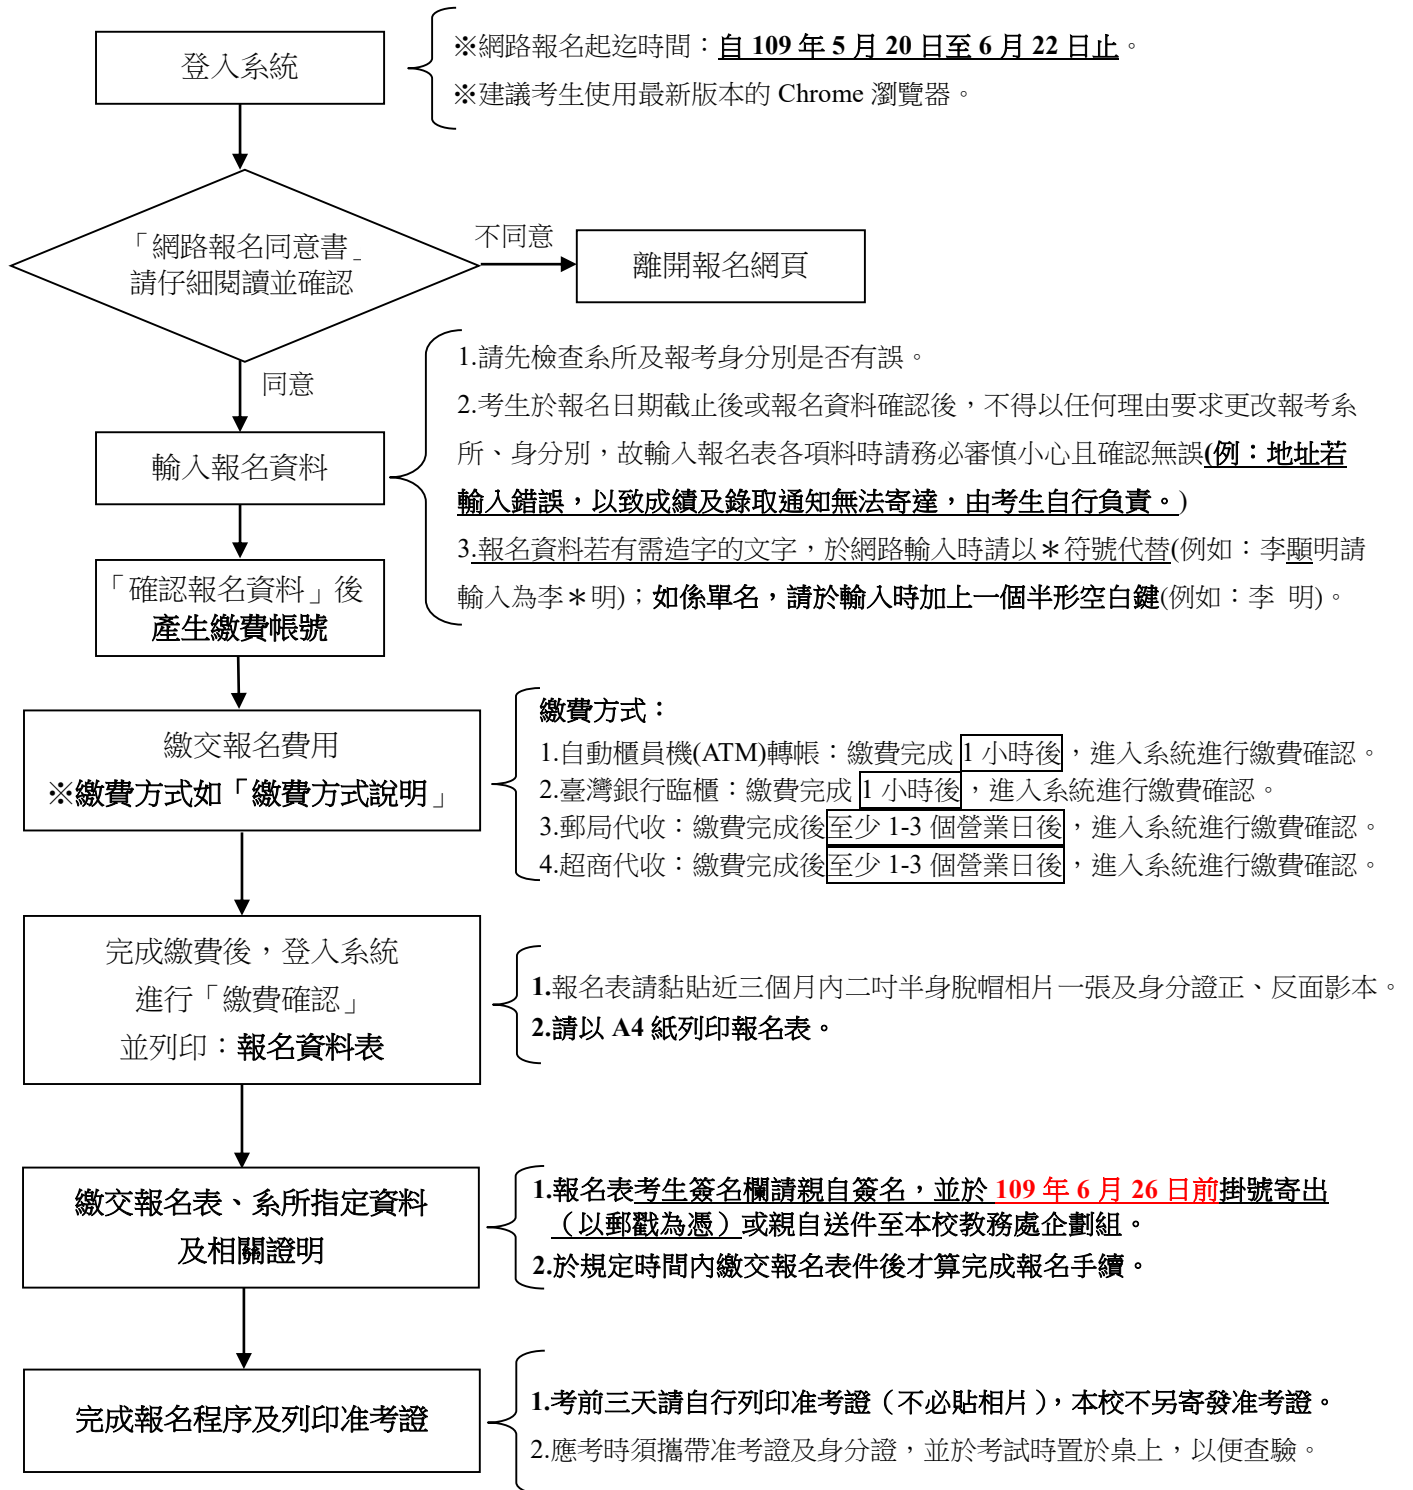 登入系統
※網路報名起迄時間：自 109 年 5 月 20 日至 6 月 22 日止。
※建議考生使用最新版本的 Chrome 瀏覽器。
「網路報名同意書」
請仔細閱讀並確認
不同意
離開報名網頁
同意
輸入報名資料
1.請先檢查系所及報考身分別是否有誤。
2.考生於報名日期截止後或報名資料確認後，不得以任何理由要求更改報考系
所、身分別，故輸入報名表各項料時請務必審慎小心且確認無誤(例：地址若
輸入錯誤，以致成績及錄取通知無法寄達，由考生自行負責。)
3.報名資料若有需造字的文字，於網路輸入時請以＊符號代替(例如：李顯明請
輸入為李＊明)；如係單名，請於輸入時加上一個半形空白鍵(例如：李 明)。
「確認報名資料」後
產生繳費帳號
繳交報名費用
※繳費方式如「繳費方式說明」
繳費方式：
1.自動櫃員機(ATM)轉帳：繳費完成 1 小時後，進入系統進行繳費確認。
2.臺灣銀行臨櫃：繳費完成 1 小時後，進入系統進行繳費確認。
3.郵局代收：繳費完成後至少 1-3 個營業日後，進入系統進行繳費確認。
4.超商代收：繳費完成後至少 1-3 個營業日後，進入系統進行繳費確認。
完成繳費後，登入系統
進行「繳費確認」
並列印：報名資料表
1.報名表請黏貼近三個月內二吋半身脫帽相片一張及身分證正、反面影本。
2.請以 A4 紙列印報名表。
繳交報名表、系所指定資料
及相關證明
1.報名表考生簽名欄請親自簽名，並於 109 年 6 月 26 日前掛號寄出
（以郵戳為憑）或親自送件至本校教務處企劃組。
2.於規定時間內繳交報名表件後才算完成報名手續。
完成報名程序及列印准考證
1.考前三天請自行列印准考證（不必貼相片），本校不另寄發准考證。
2.應考時須攜帶准考證及身分證，並於考試時置於桌上，以便查驗。